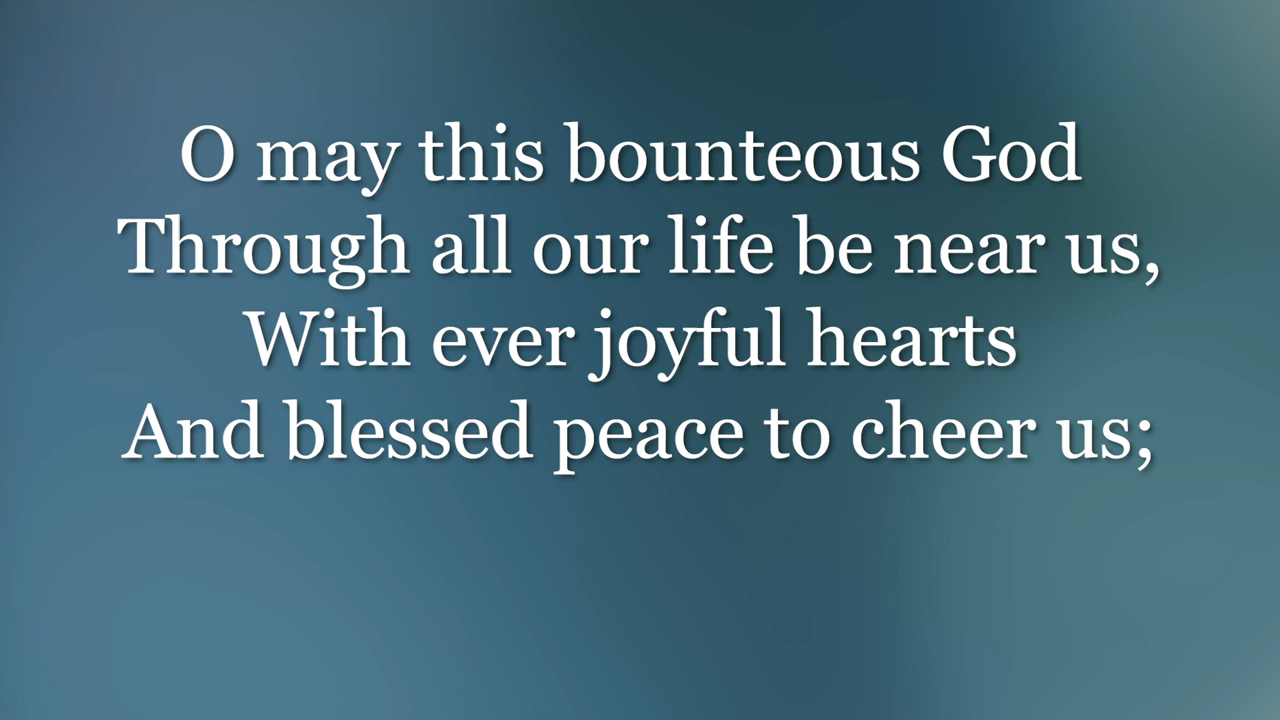 O may this bounteous God
Through all our life be near us,
With ever joyful hearts
And blessed peace to cheer us;